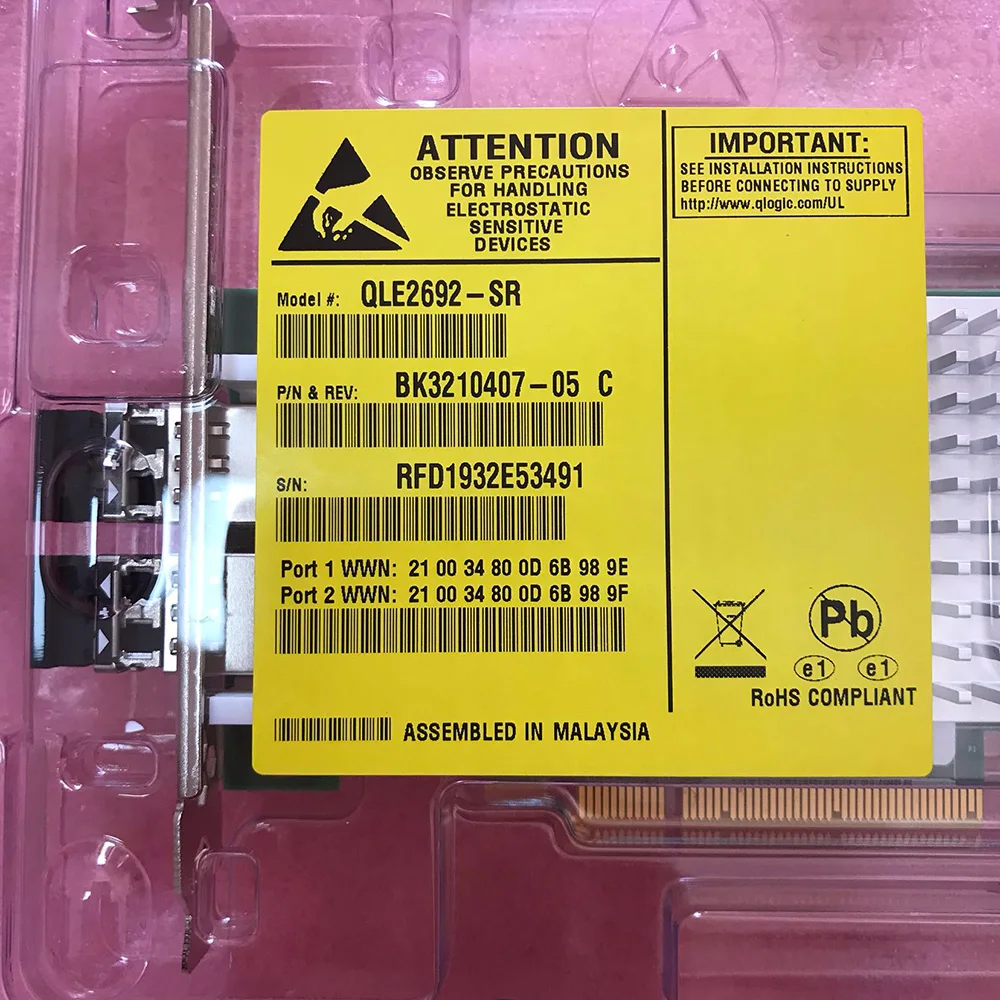 ATTENTION
OBSERVE PRECAUTIONS
FOR HANDLING
ELECTROSTATIC
SENSITIVE
DEVICES
IMPORTANT:
SEE INSTALLATION INSTRUCTIONS
BEFORE CONNECTING TO SUPPLY
http://www.qlogic.com/UL
Model #: QLE2692-SR
P/N & REV: BK3210407-05 C
S/N: RFD1932E53491
Port 1 WWN: 21 00 34 80 0D 6B 98 9E
Port 2 WWN: 21 00 34 80 0D 6B 98 9F
ASSEMBLED IN MALAYSIA
Pb
e1 e1
RoHS COMPLIANT
STATIC